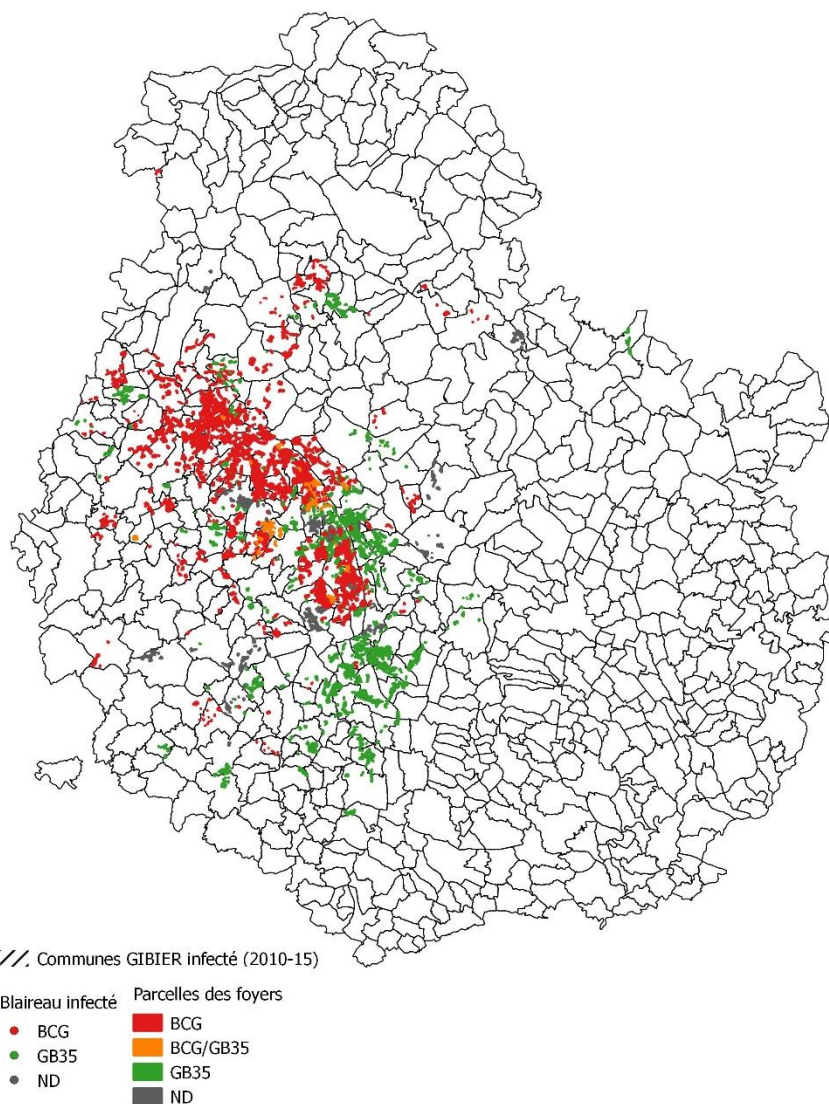 Communes GIBIER infecté (2010-15)
Blaireau infecté
BCG
GB35
ND
Parcelles des foyers
BCG
BCG/GB35
GB35
ND